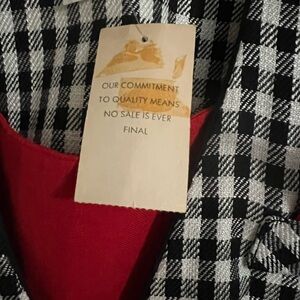 OUR COMMITMENT
TO QUALITY MEANS
NO SALE IS EVER
FINAL